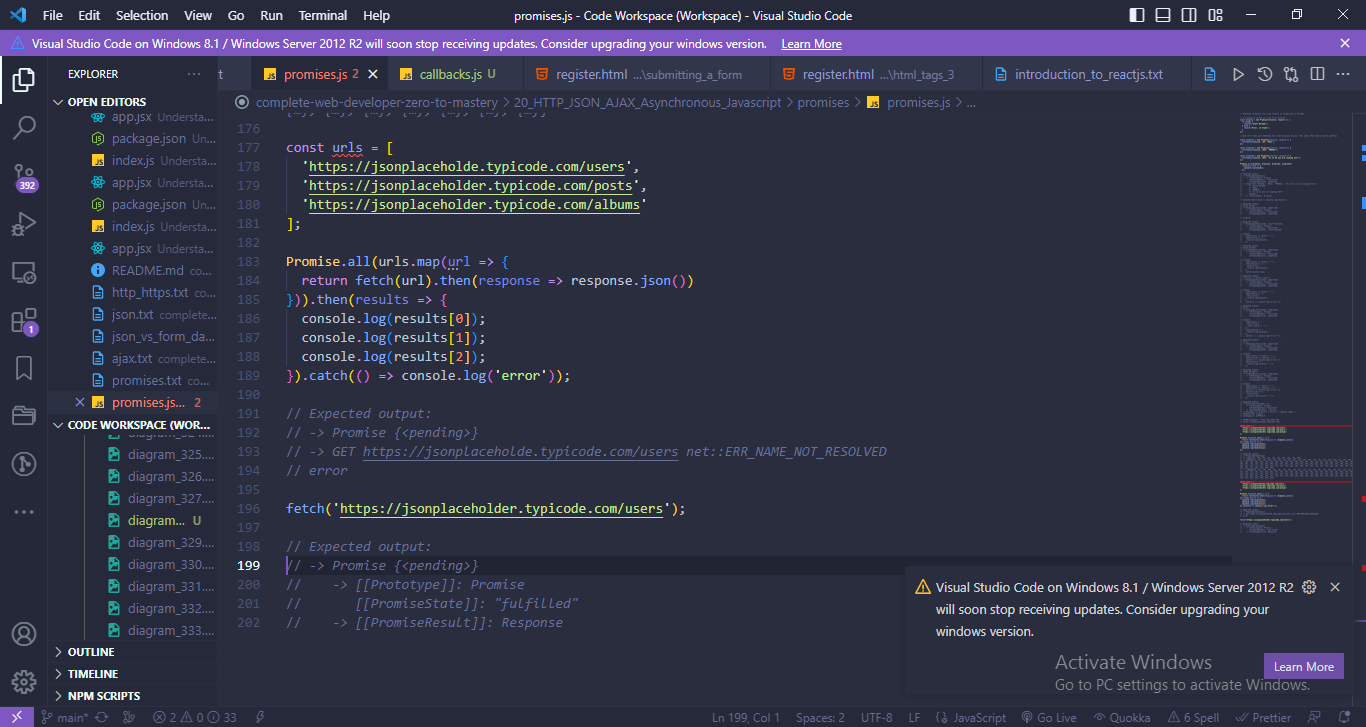 File Edit Selection View Go Run Terminal Help promises.js - Code Workspace (Workspace) - Visual Studio Code
Visual Studio Code on Windows 8.1 / Windows Server 2012 R2 will soon stop receiving updates. Consider upgrading your windows version. Learn More
EXPLORER ··· t promises.js 2 callbacks.js U register.html ...\submitting_a_form register.html ...\html_tags_3 introduction_to_reactjs.txt
complete-web-developer-zero-to-mastery > 20_HTTP_JSON_AJAX_Asynchronous_Javascript > promises > promises.js > ...
OPEN EDITORS
app.jsx Understa...
package.json Un...
index.js Understa...
app.jsx Understa...
package.json Un...
index.js Understa...
app.jsx Understa...
README.md co...
http_https.txt co...
json.txt complete...
json_vs_form_da...
ajax.txt complete...
promises.txt co...
promises.js... 2
CODE WORKSPACE (WOR...
diagram_325....
diagram_326....
diagram_327....
diagram... U
diagram_329....
diagram_330....
diagram_331....
diagram_332....
diagram_333....
OUTLINE
TIMELINE
NPM SCRIPTS
392
1
176
177 const urls = [
178 'https://jsonplaceholde.typicode.com/users',
179 'https://jsonplaceholder.typicode.com/posts',
180 'https://jsonplaceholder.typicode.com/albums'
181 ];
182
183 Promise.all(urls.map(url => {
184 return fetch(url).then(response => response.json())
185 })).then(results => {
186 console.log(results[0]);
187 console.log(results[1]);
188 console.log(results[2]);
189 }).catch(() => console.log('error'));
190
191 // Expected output:
192 // -> Promise {<pending>}
193 // -> GET https://jsonplaceholde.typicode.com/users net::ERR_NAME_NOT_RESOLVED
194 // error
195
196 fetch('https://jsonplaceholder.typicode.com/users');
197
198 // Expected output:
199 // -> Promise {<pending>}
200 // -> [[Prototype]]: Promise
201 // [[PromiseState]]: "fulfilled"
202 // -> [[PromiseResult]]: Response
Visual Studio Code on Windows 8.1 / Windows Server 2012 R2
will soon stop receiving updates. Consider upgrading your
windows version.
Learn More
Activate Windows
Go to PC settings to activate Windows.
main* 2 0 33 Ln 199, Col 1 Spaces: 2 UTF-8 LF {} JavaScript Go Live Quokka 6 Spell Prettier